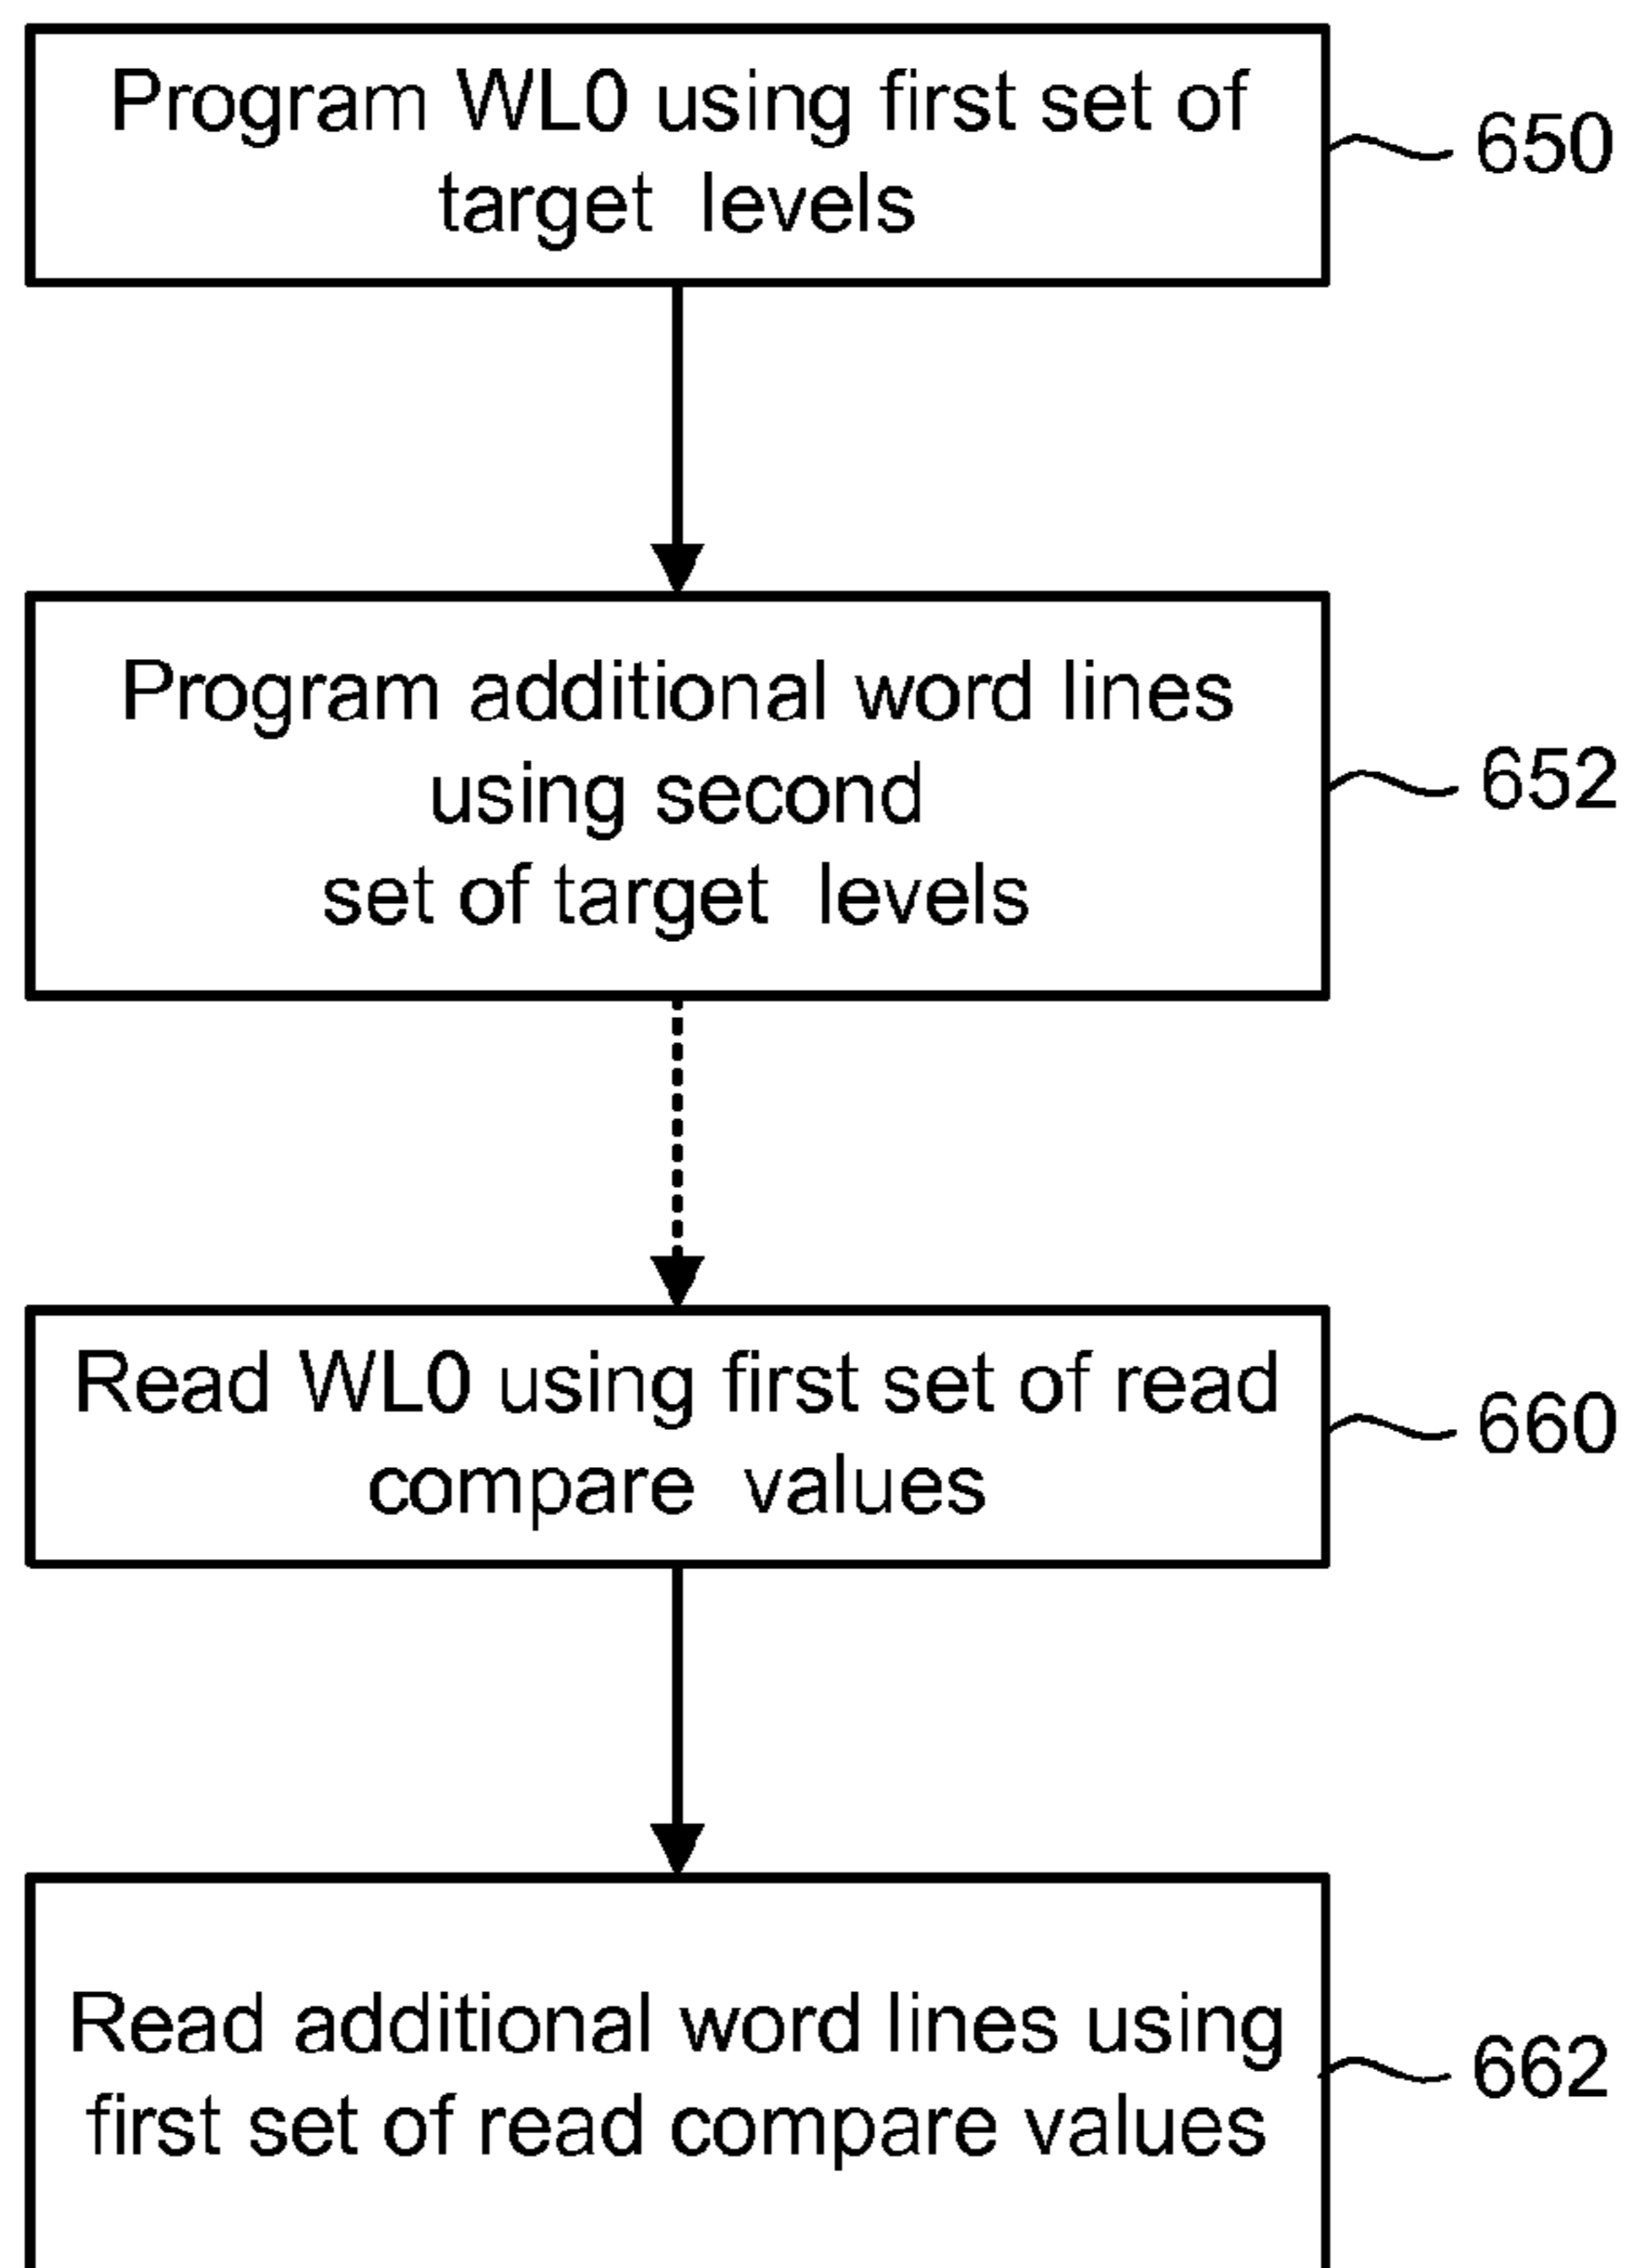 Program WL0 using first set of
target levels
650
Program additional word lines
using second
set of target levels
652
Read WL0 using first set of read
compare values
660
Read additional word lines using
first set of read compare values
662